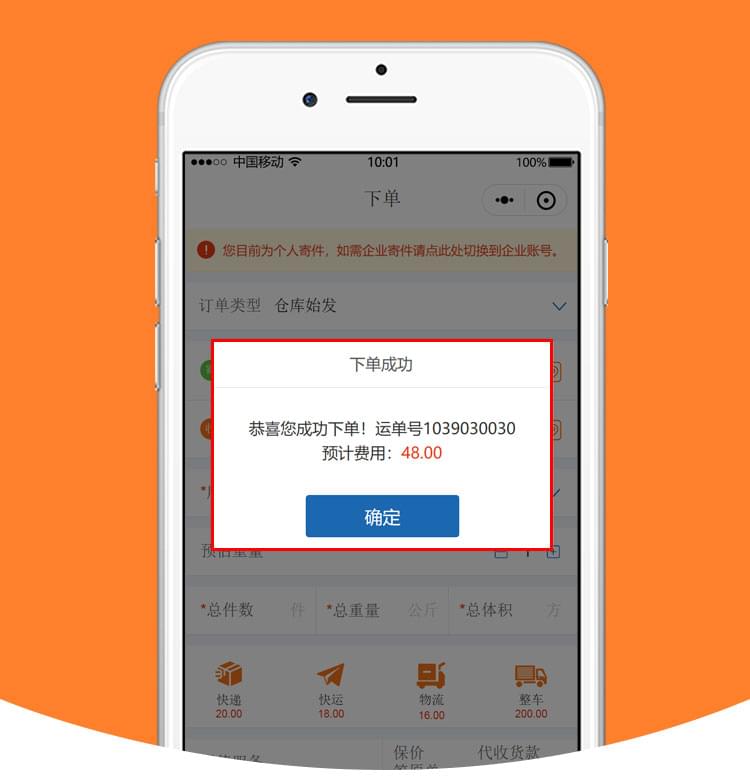 中国移动 10:01 100%
下单
您目前为个人寄件，如需企业寄件请点此处切换到企业账号。
订单类型 仓库始发
下单成功
恭喜您成功下单！运单号1039030030
预计费用：48.00
确定
预估重量
*总件数 件 *总重量 公斤 *总体积 方
快递 快运 物流 整车
20.00 18.00 16.00 200.00
保价 代收货款